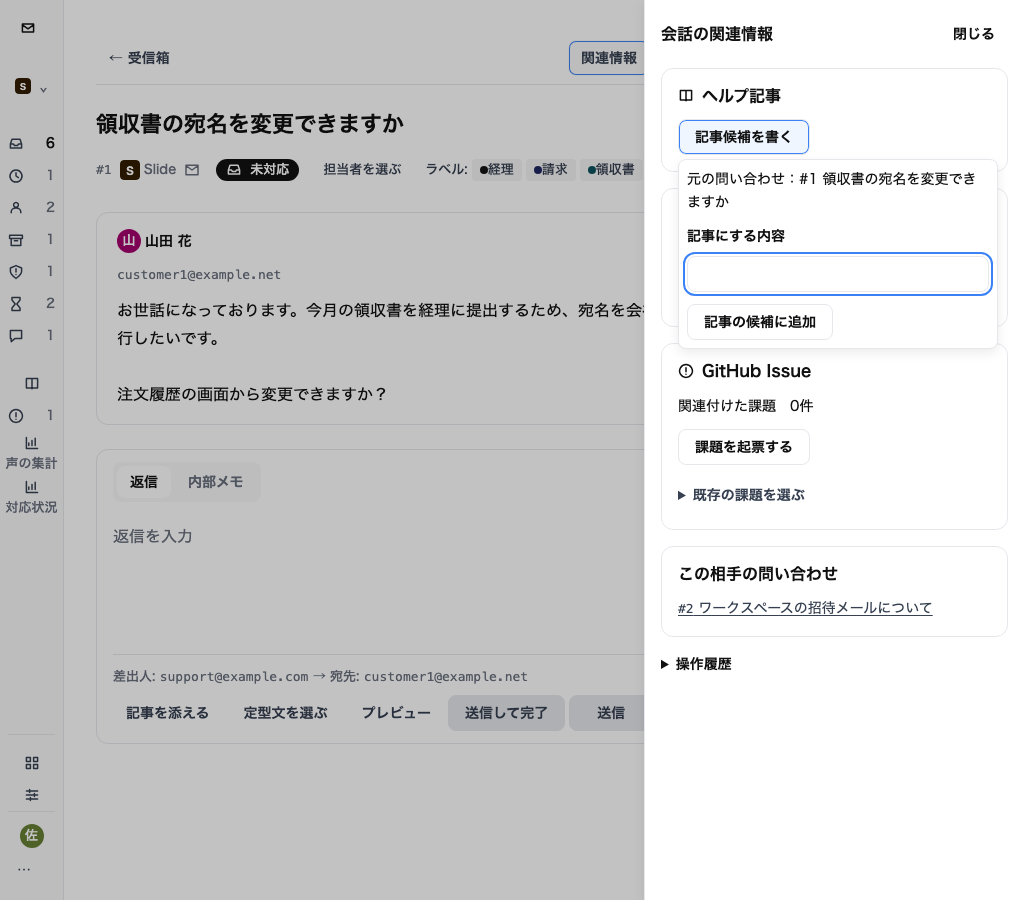 S
6
1
2
1
1
2
1
1
声の集計
対応状況
佐
...
← 受信箱
関連情報
領収書の宛名を変更できますか
#1 S Slide 未対応 担当者を選ぶ ラベル: 経理 請求 領収書
山 山田 花
customer1@example.net
お世話になっております。今月の領収書を経理に提出するため、宛名を会
行したいです。
注文履歴の画面から変更できますか？
返信 内部メモ
返信を入力
差出人: support@example.com → 宛先: customer1@example.net
記事を添える 定型文を選ぶ プレビュー 送信して完了 送信
会話の関連情報 閉じる
ヘルプ記事
記事候補を書く
元の問い合わせ：#1 領収書の宛名を変更でき
ますか
記事にする内容
記事の候補に追加
GitHub Issue
関連付けた課題 0件
課題を起票する
▶ 既存の課題を選ぶ
この相手の問い合わせ
#2 ワークスペースの招待メールについて
▶ 操作履歴